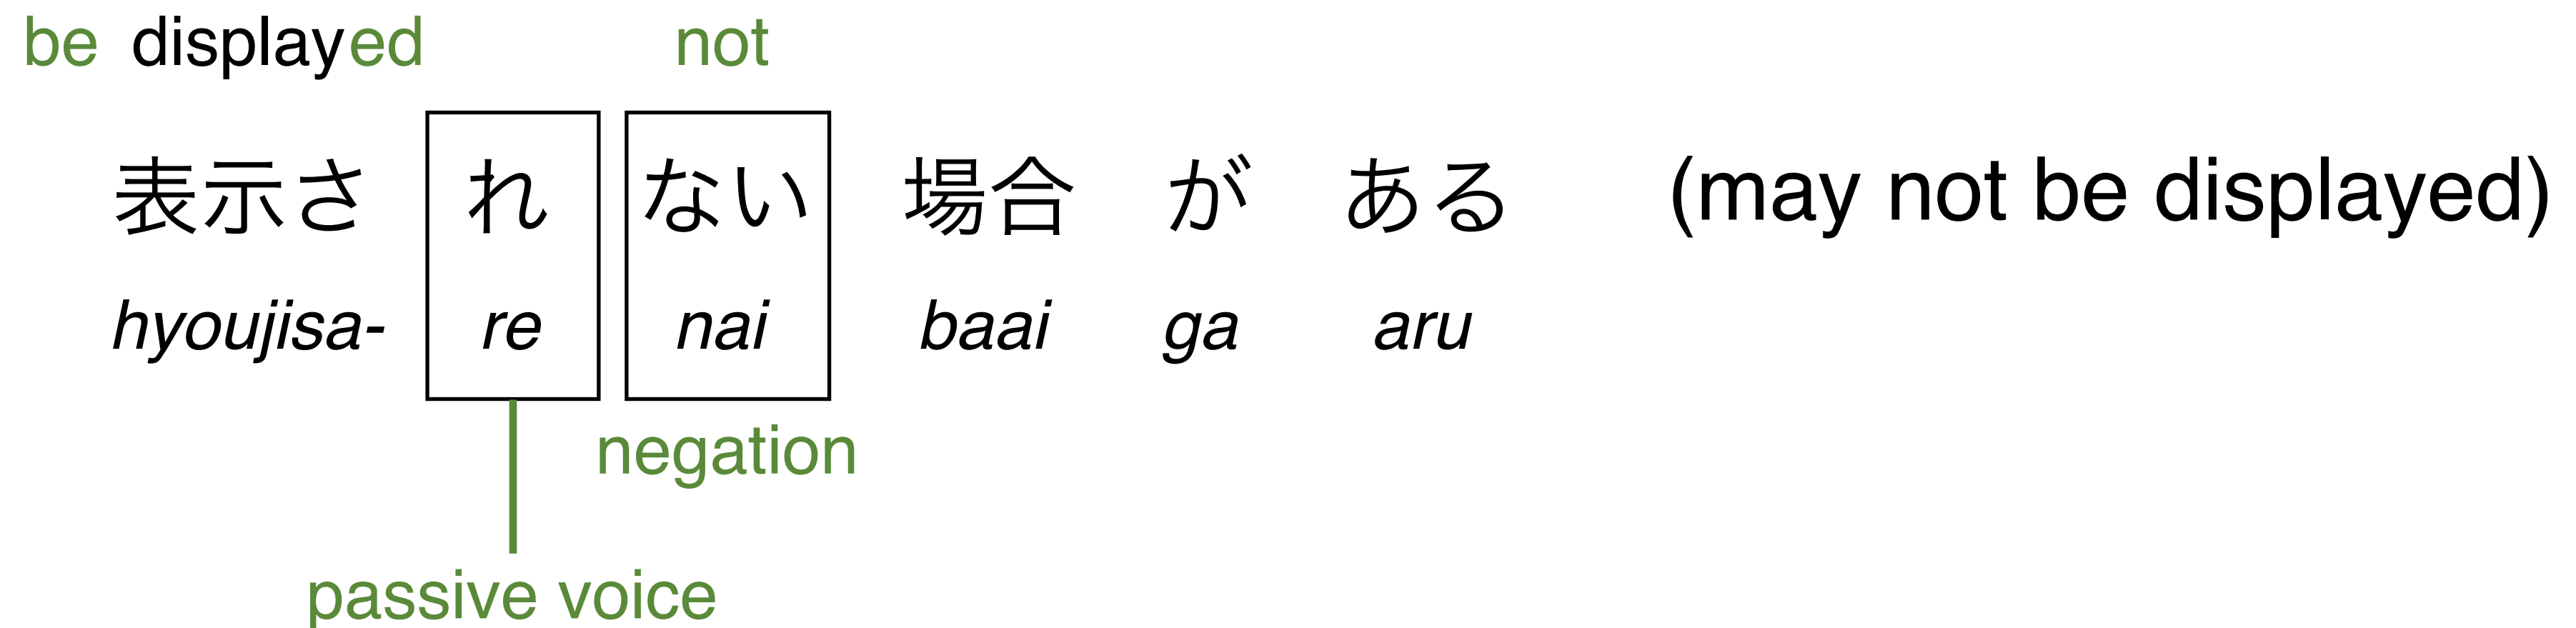 be displayed not
表示さ れ ない 場合 が ある (may not be displayed)
hyoujisa- re nai baai ga aru
negation
passive voice